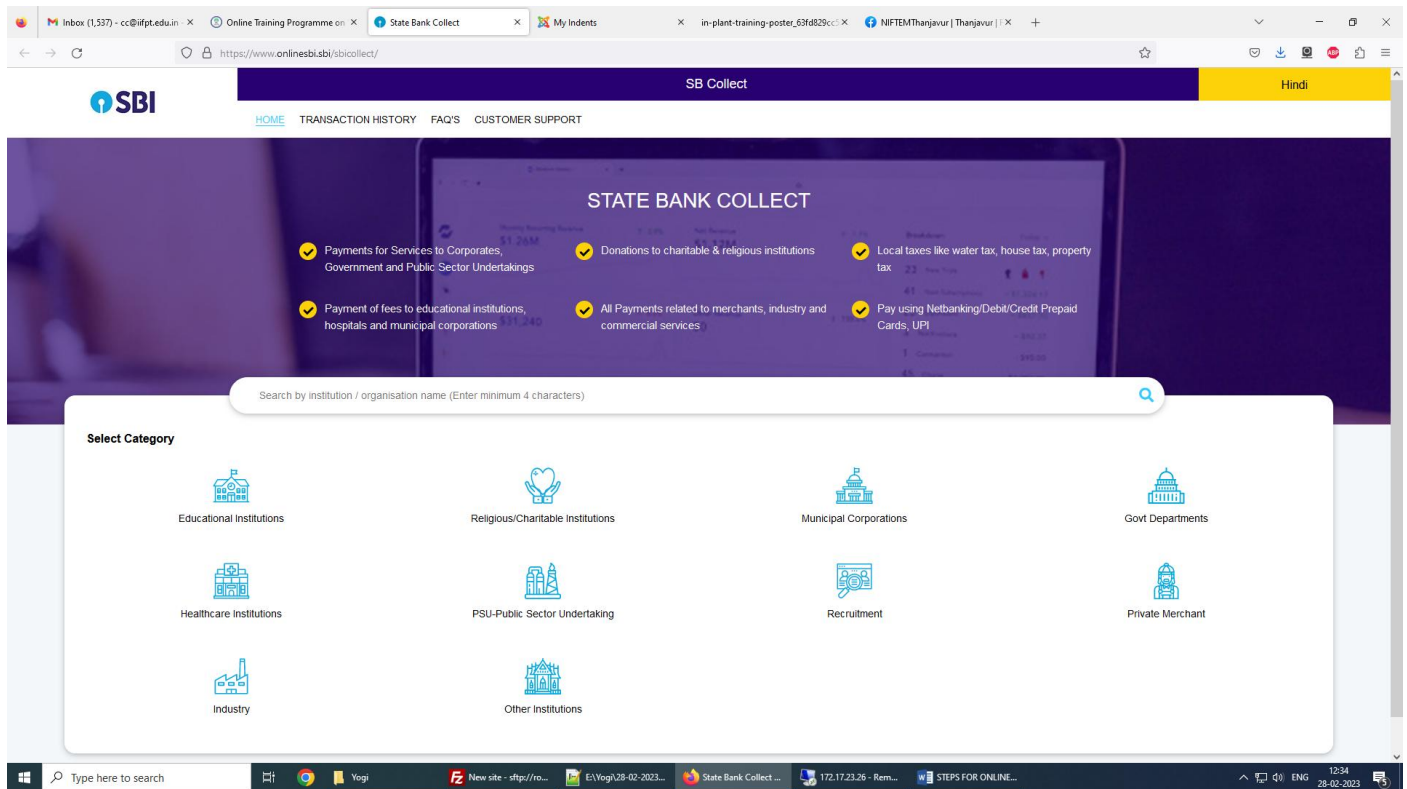 Inbox (1,537) - cc@iifpt.edu.in -
Online Training Programme on
State Bank Collect
My Indents
in-plant-training-poster_63fd829cc
NIFTEMThanjavur | Thanjavur |
https://www.onlinesbi.sbi/sbicollect/
ABP
SBI
SB Collect
Hindi
HOME TRANSACTION HISTORY FAQ'S CUSTOMER SUPPORT
STATE BANK COLLECT
Payments for Services to Corporates,
Government and Public Sector Undertakings
Donations to charitable & religious institutions
Local taxes like water tax, house tax, property
tax
Payment of fees to educational institutions,
hospitals and municipal corporations
All Payments related to merchants, industry and
commercial services
Pay using Netbanking/Debit/Credit Prepaid
Cards, UPI
$1.26M
$31,240
Search by institution / organisation name (Enter minimum 4 characters)
Select Category
Educational Institutions
Religious/Charitable Institutions
Municipal Corporations
Govt Departments
Healthcare Institutions
PSU-Public Sector Undertaking
Recruitment
Private Merchant
Industry
Other Institutions
Type here to search
Yogi
New site - sftp://ro...
E:\Yogi\28-02-2023...
State Bank Collect ...
172.17.23.26 - Rem...
STEPS FOR ONLINE...
ENG
12:34
28-02-2023
5